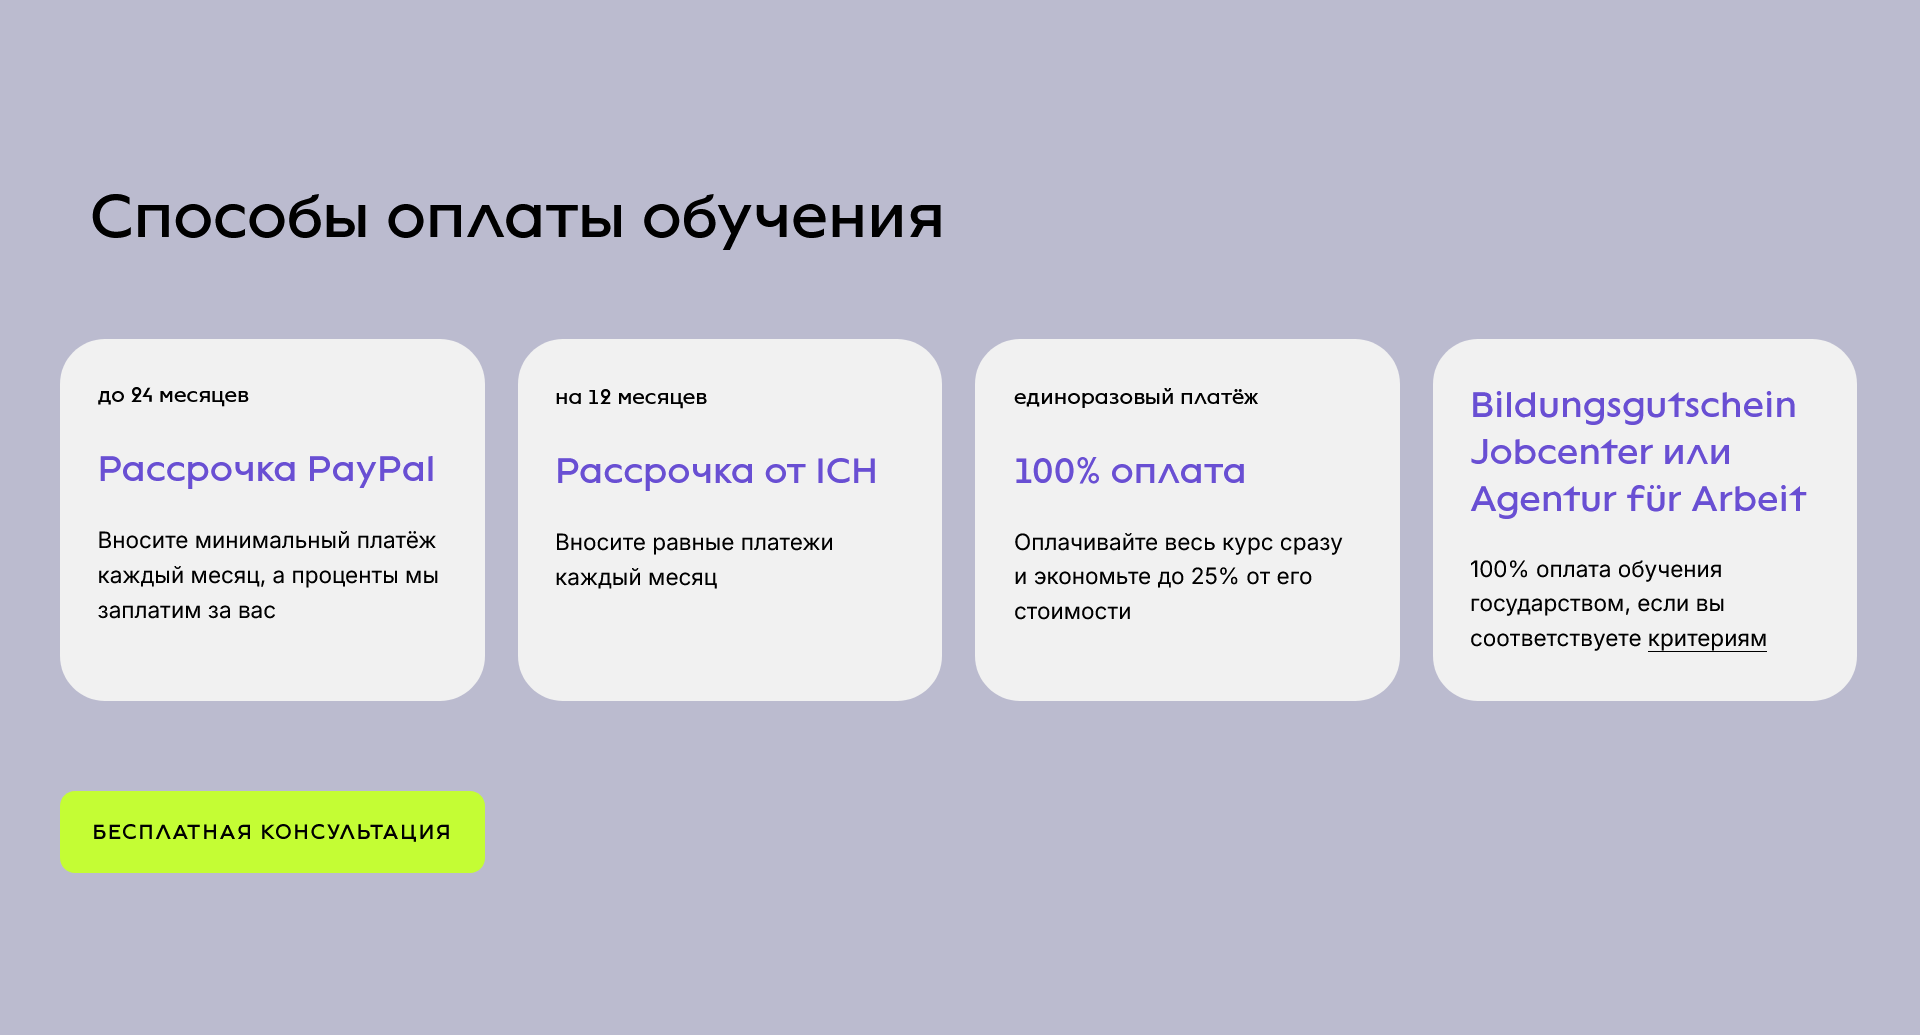 Способы оплаты обучения
до 24 месяцев
Рассрочка PayPal
Вносите минимальный платёж
каждый месяц, а проценты мы
заплатим за вас
на 12 месяцев
Рассрочка от ICH
Вносите равные платежи
каждый месяц
единоразовый платёж
100% оплата
Оплачивайте весь курс сразу
и экономьте до 25% от его
стоимости
Bildungsgutschein
Jobcenter или
Agentur für Arbeit
100% оплата обучения
государством, если вы
соответствуете критериям
БЕСПЛАТНАЯ КОНСУЛЬТАЦИЯ